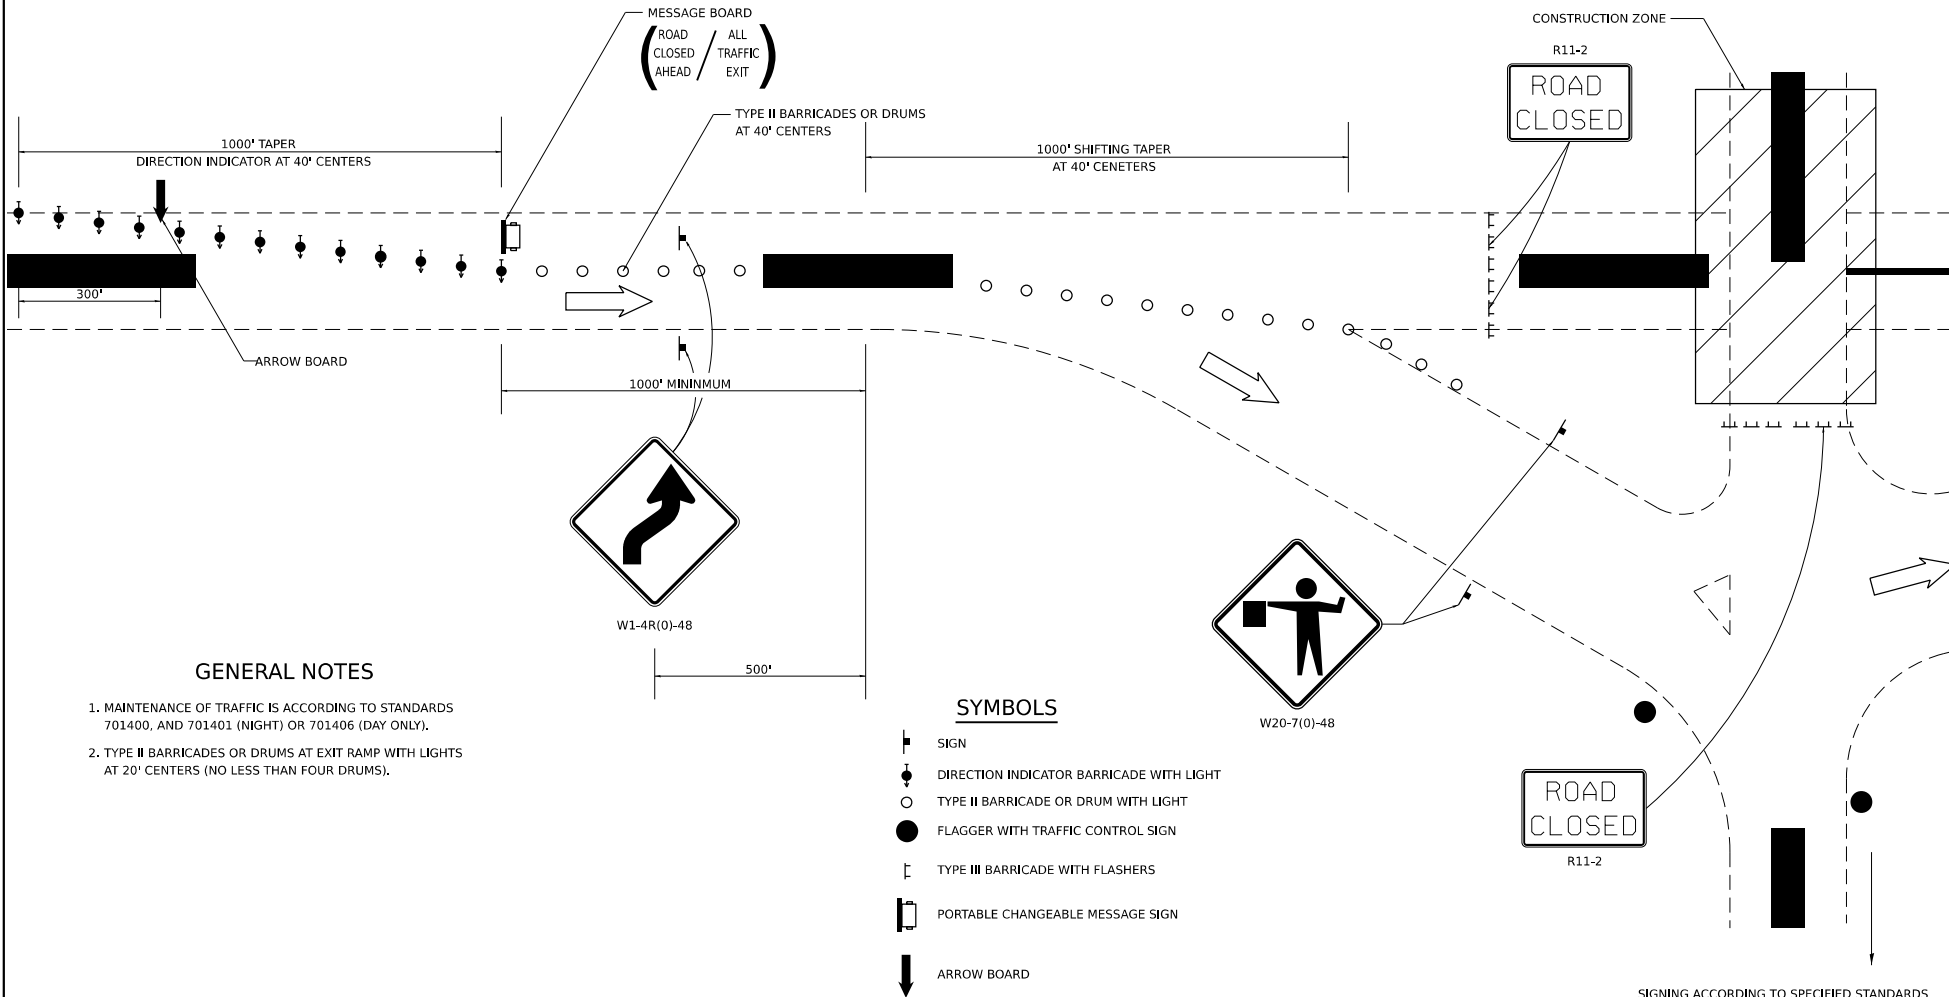 MESSAGE BOARD
ROAD
CLOSED
AHEAD
/
ALL
TRAFFIC
EXIT
CONSTRUCTION ZONE
R11-2
ROAD
CLOSED
TYPE II BARRICADES OR DRUMS
AT 40' CENTERS
1000' TAPER
DIRECTION INDICATOR AT 40' CENTERS
1000' SHIFTING TAPER
AT 40' CENETERS
300'
ARROW BOARD
1000' MININMUM
W1-4R(0)-48
500'
W20-7(0)-48
ROAD
CLOSED
R11-2
GENERAL NOTES
1. MAINTENANCE OF TRAFFIC IS ACCORDING TO STANDARDS
701400, AND 701401 (NIGHT) OR 701406 (DAY ONLY).
2. TYPE II BARRICADES OR DRUMS AT EXIT RAMP WITH LIGHTS
AT 20' CENTERS (NO LESS THAN FOUR DRUMS).
SYMBOLS
SIGN
DIRECTION INDICATOR BARRICADE WITH LIGHT
TYPE II BARRICADE OR DRUM WITH LIGHT
FLAGGER WITH TRAFFIC CONTROL SIGN
TYPE III BARRICADE WITH FLASHERS
PORTABLE CHANGEABLE MESSAGE SIGN
ARROW BOARD
SIGNING ACCORDING TO SPECIFIED STANDARDS